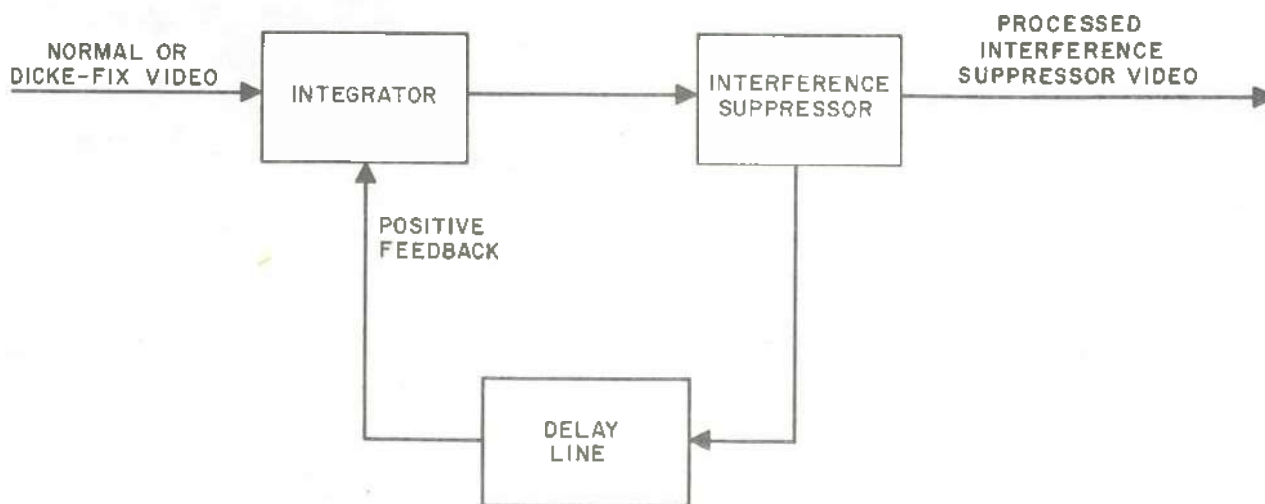 NORMAL OR
DICKE-FIX VIDEO
INTEGRATOR
INTERFERENCE
SUPPRESSOR
PROCESSED
INTERFERENCE
SUPPRESSOR VIDEO
POSITIVE
FEEDBACK
DELAY
LINE